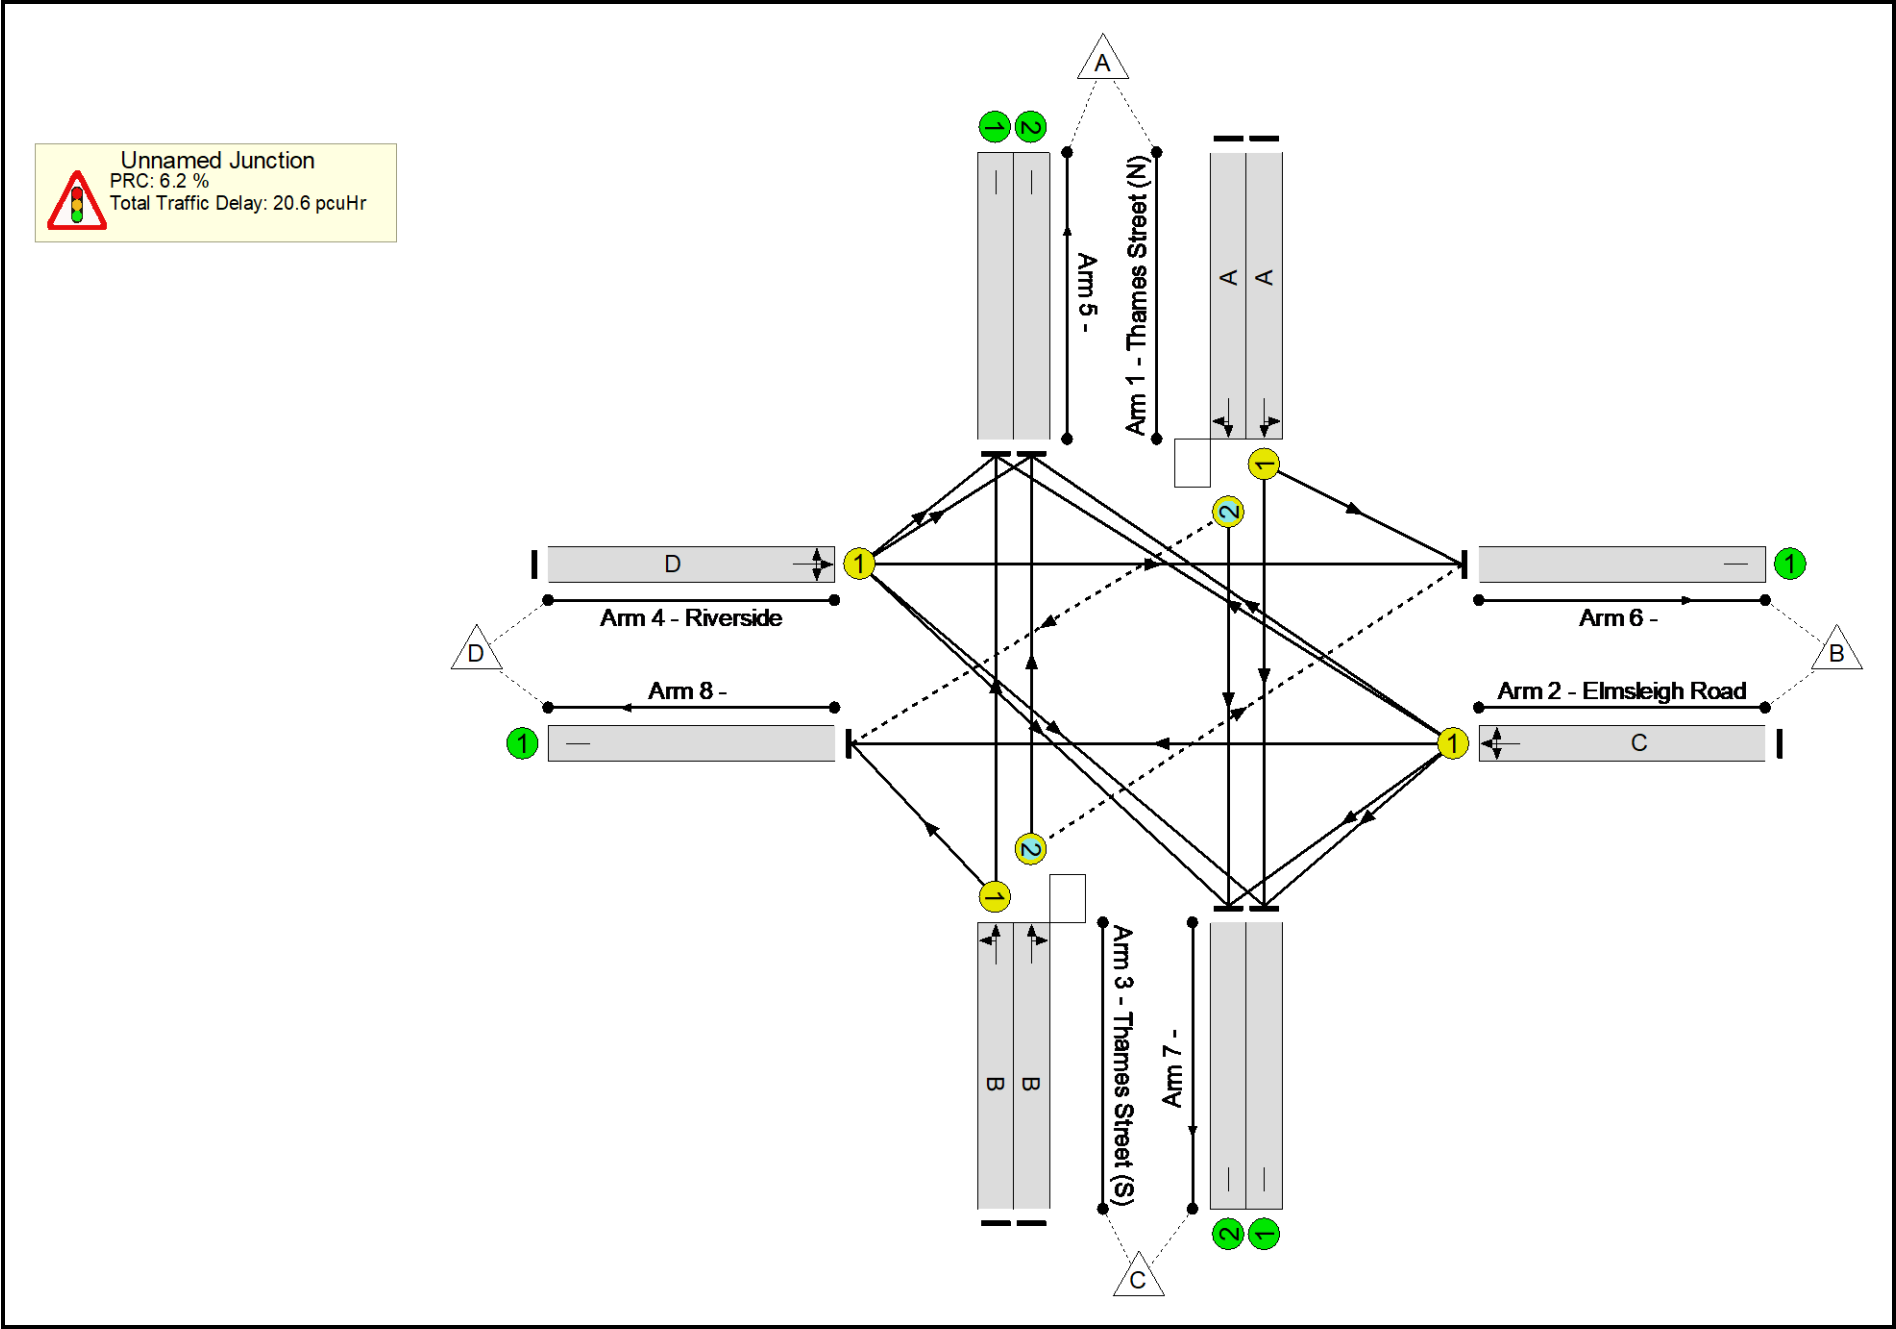 A
1
2
Unnamed Junction
PRC: 6.2 %
Total Traffic Delay: 20.6 pcuHr
Arm 5 -
Arm 1 - Thames Street (N)
A
A
1
2
D
1
1
Arm 4 - Riverside
Arm 6 -
D
B
Arm 8 -
Arm 2 - Elmsleigh Road
1
1
C
2
1
Arm 3 - Thames Street (S)
Arm 7 -
B
B
2
1
C